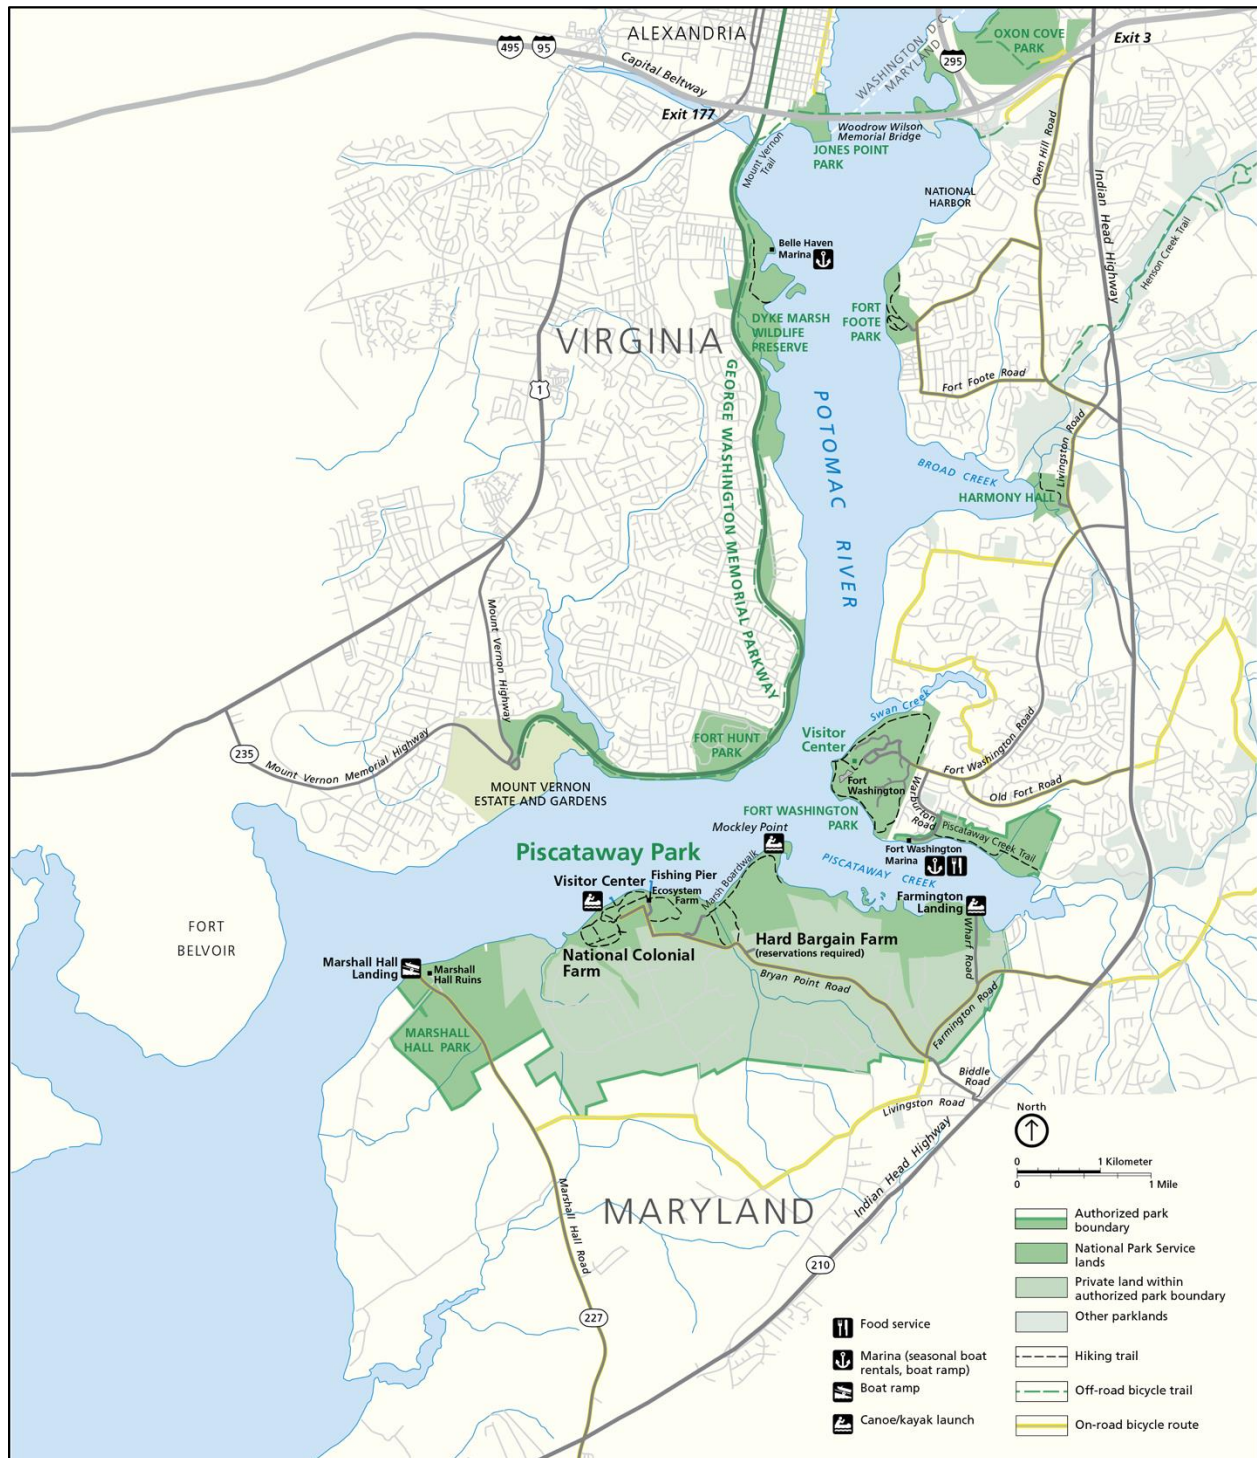 ALEXANDRIA
495
95
Capital Beltway
Exit 177
WASHINGTON, D.C.
MARYLAND
295
OXON COVE
PARK
Exit 3
Woodrow Wilson
Memorial Bridge
JONES POINT
PARK
Mount Vernon
Trail
NATIONAL
HARBOR
Oxen Hill Road
Indian Head Highway
Henson Creek Trail
Belle Haven
Marina
VIRGINIA
DYKE MARSH
WILDLIFE
PRESERVE
FORT
FOOTE
PARK
Fort Foote Road
1
GEORGE WASHINGTON MEMORIAL PARKWAY
POTOMAC RIVER
BROAD CREEK
Livingston Road
HARMONY HALL
Mount Vernon
Highway
Swan Creek
235
Mount Vernon Memorial Highway
FORT HUNT
PARK
Visitor
Center
Fort
Washington
Fort Washington Road
Old Fort Road
Warburton
Road
MOUNT VERNON
ESTATE AND GARDENS
FORT WASHINGTON
PARK
Piscataway Creek Trail
Mockley Point
Fort Washington
Marina
Piscataway Park
PISCATAWAY CREEK
Visitor Center
Fishing Pier
Ecosystem
Farm
Marsh Boardwalk
Farmington
Landing
FORT
BELVOIR
National Colonial
Farm
Hard Bargain Farm
(reservations required)
Wharf Road
Marshall Hall
Landing
Marshall
Hall Ruins
Bryan Point Road
Farmington Road
MARSHALL
HALL PARK
Biddle
Road
Livingston Road
Indian Head Highway
MARYLAND
Marshall Hall Road
210
227
North
0
1 Kilometer
0
1 Mile
Authorized park
boundary
National Park Service
lands
Private land within
authorized park boundary
Other parklands
Hiking trail
Off-road bicycle trail
On-road bicycle route
Food service
Marina (seasonal boat
rentals, boat ramp)
Boat ramp
Canoe/kayak launch